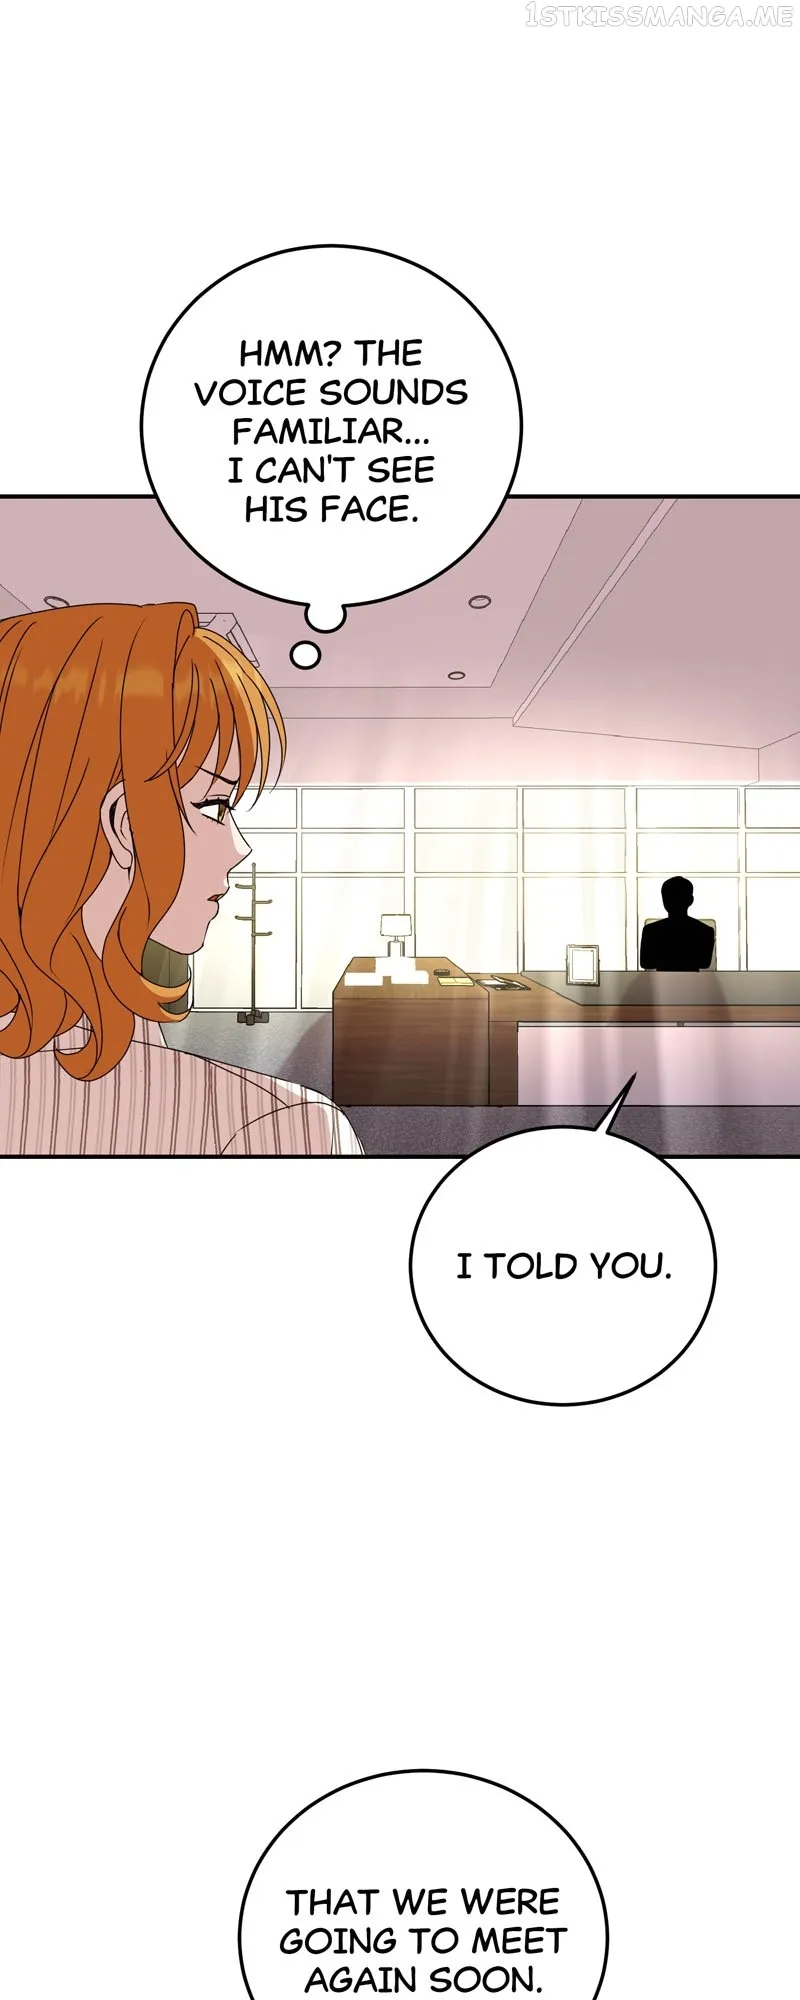 1STKISSMANGA.ME
HMM? THE
VOICE SOUNDS
FAMILIAR...
I CAN'T SEE
HIS FACE.
I TOLD YOU.
THAT WE WERE
GOING TO MEET
AGAIN SOON.